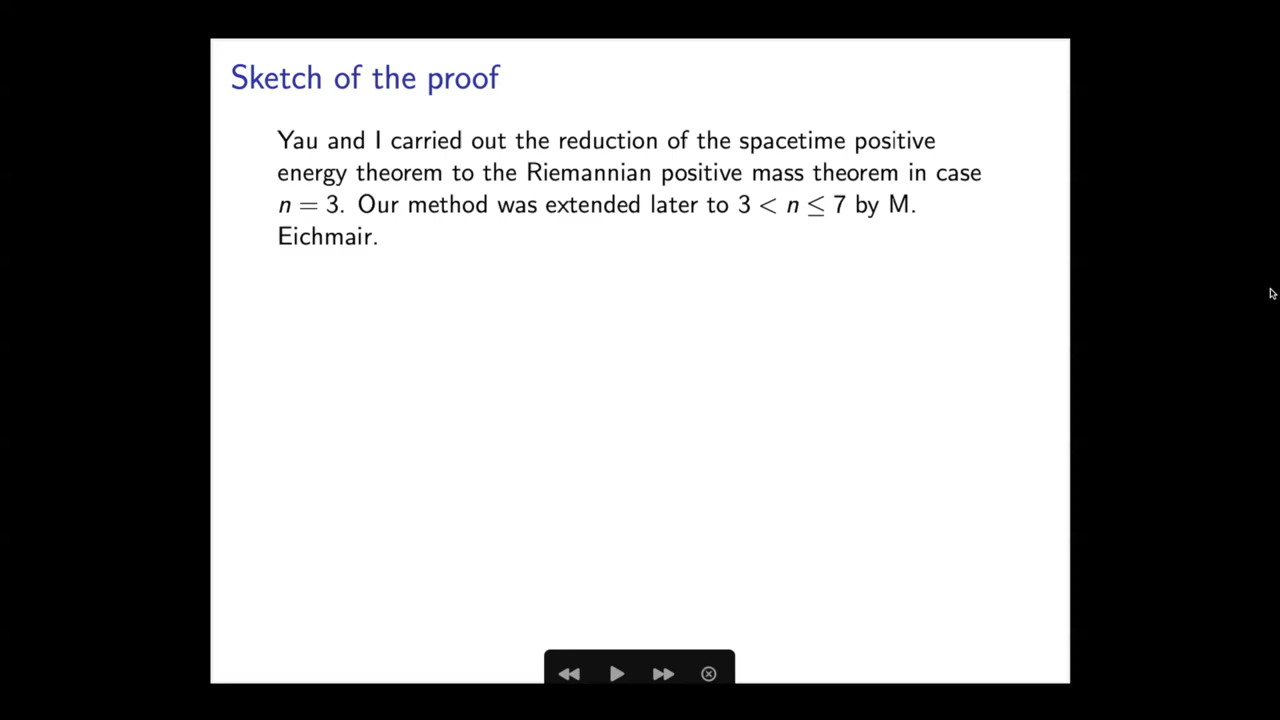 Sketch of the proof
Yau and I carried out the reduction of the spacetime positive
energy theorem to the Riemannian positive mass theorem in case
n = 3. Our method was extended later to 3 < n ≤ 7 by M.
Eichmair.